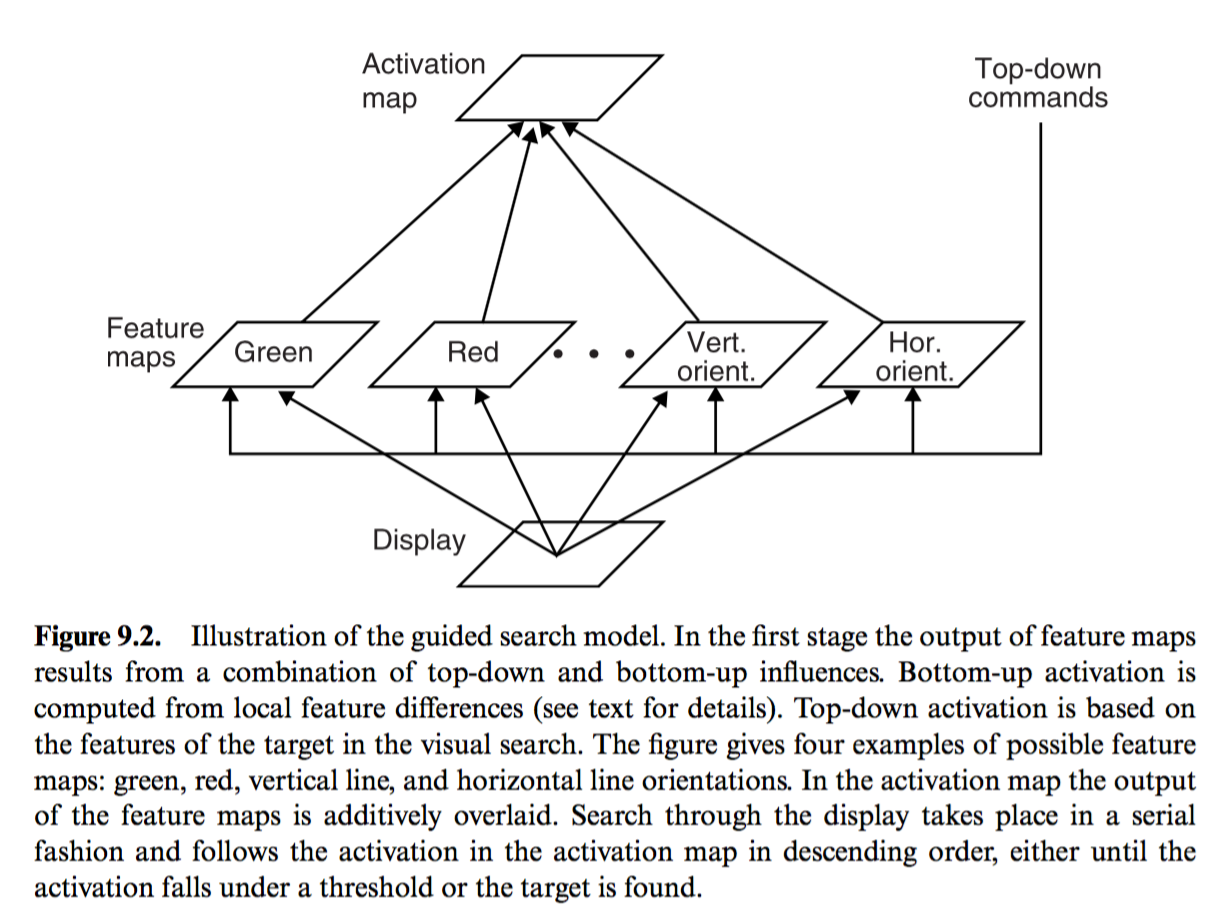 Activation
map
Top-down
commands
Feature
maps
Green
Red
Vert.
orient.
Hor.
orient.
Display
Figure 9.2. Illustration of the guided search model. In the first stage the output of feature maps
results from a combination of top-down and bottom-up influences. Bottom-up activation is
computed from local feature differences (see text for details). Top-down activation is based on
the features of the target in the visual search. The figure gives four examples of possible feature
maps: green, red, vertical line, and horizontal line orientations. In the activation map the output
of the feature maps is additively overlaid. Search through the display takes place in a serial
fashion and follows the activation in the activation map in descending order, either until the
activation falls under a threshold or the target is found.